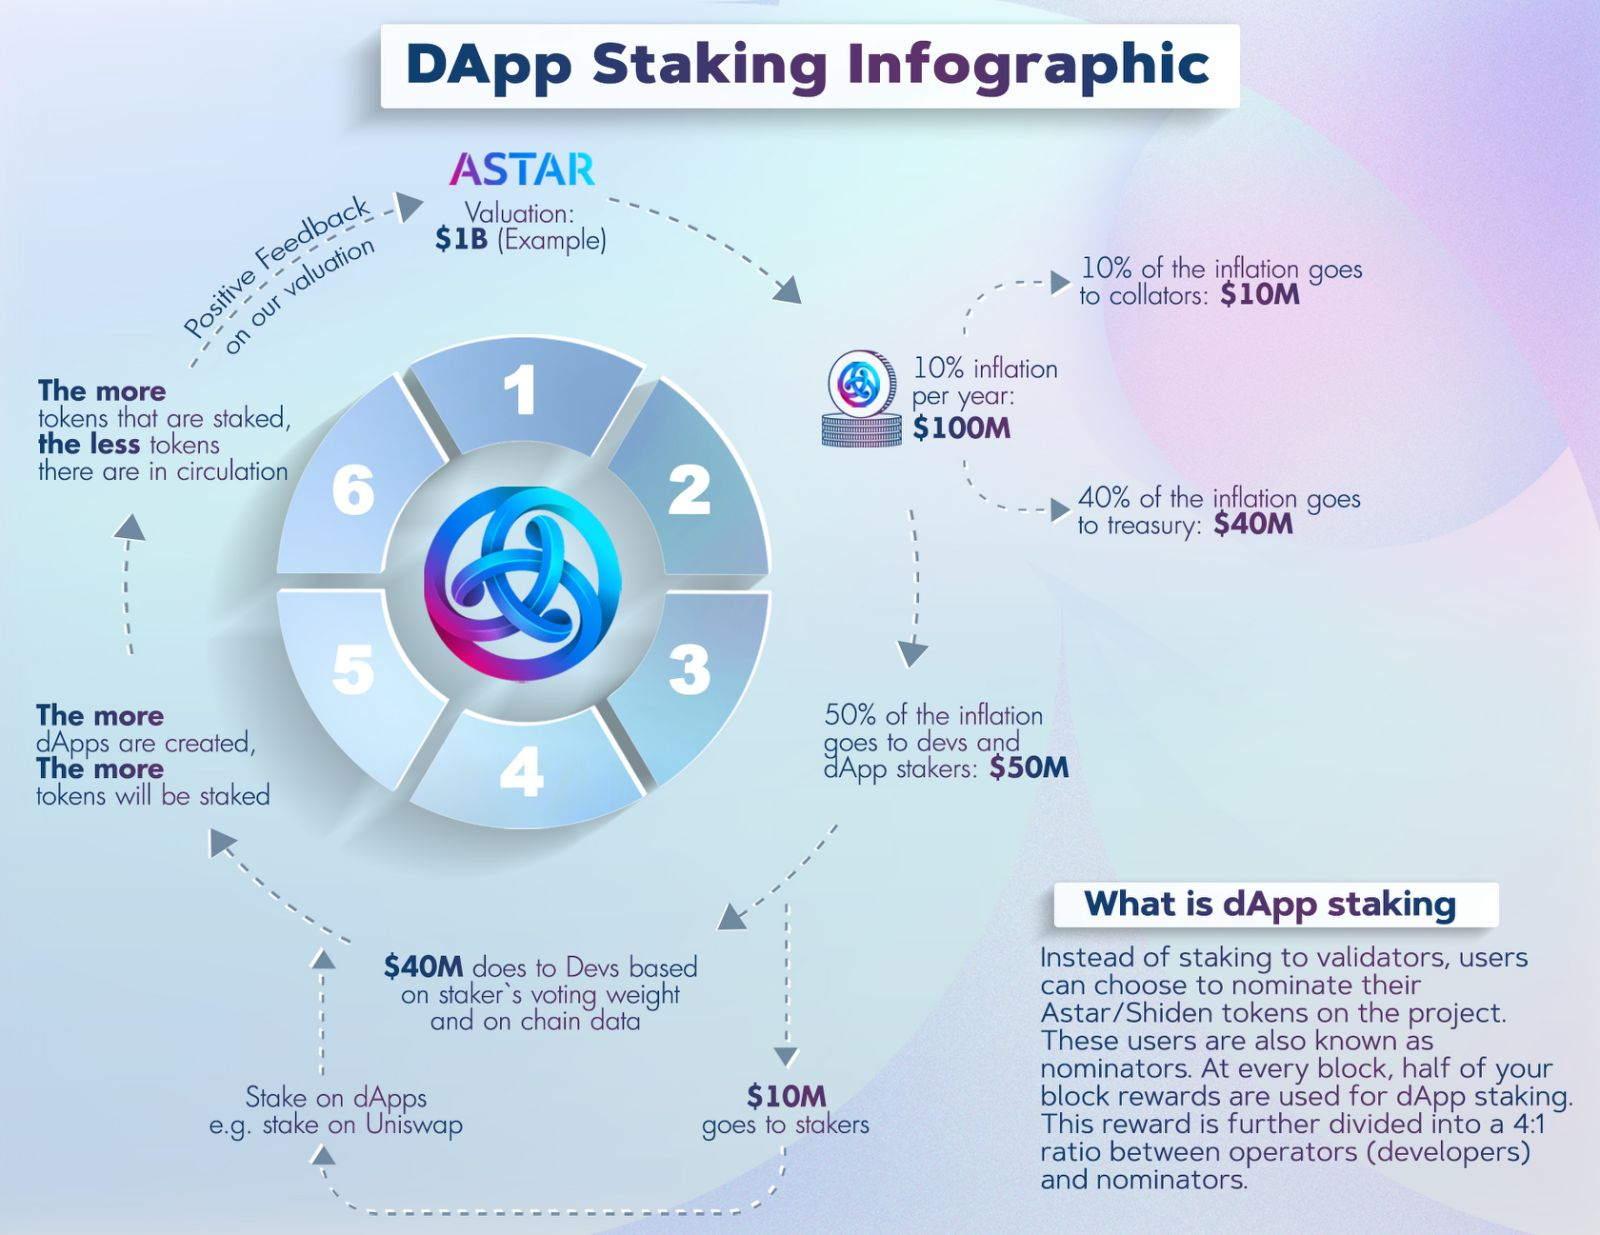 DApp Staking Infographic
ASTAR
Valuation:
$1B (Example)
Positive Feedback
on our valuation
10% of the inflation goes
to collators: $10M
10% inflation
per year:
$100M
40% of the inflation goes
to treasury: $40M
50% of the inflation
goes to devs and
dApp stakers: $50M
$40M does to Devs based
on staker`s voting weight
and on chain data
$10M
goes to stakers
Stake on dApps
e.g. stake on Uniswap
The more
dApps are created,
The more
tokens will be staked
The more
tokens that are staked,
the less tokens
there are in circulation
1
2
3
4
5
6
What is dApp staking
Instead of staking to validators, users
can choose to nominate their
Astar/Shiden tokens on the project.
These users are also known as
nominators. At every block, half of your
block rewards are used for dApp staking.
This reward is further divided into a 4:1
ratio between operators (developers)
and nominators.